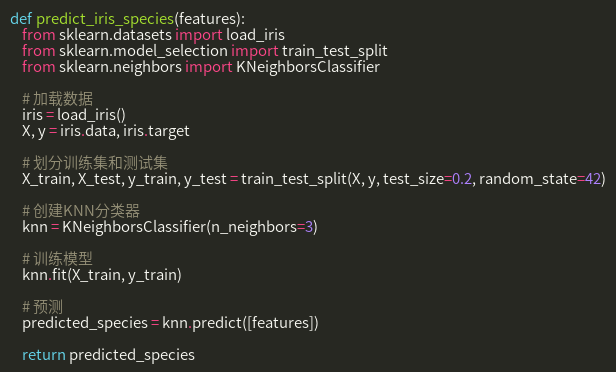 def predict_iris_species(features):
from sklearn.datasets import load_iris
from sklearn.model_selection import train_test_split
from sklearn.neighbors import KNeighborsClassifier
# 加载数据
iris = load_iris()
X, y = iris.data, iris.target
# 划分训练集和测试集
X_train, X_test, y_train, y_test = train_test_split(X, y, test_size=0.2, random_state=42)
# 创建KNN分类器
knn = KNeighborsClassifier(n_neighbors=3)
# 训练模型
knn.fit(X_train, y_train)
# 预测
predicted_species = knn.predict([features])
return predicted_species